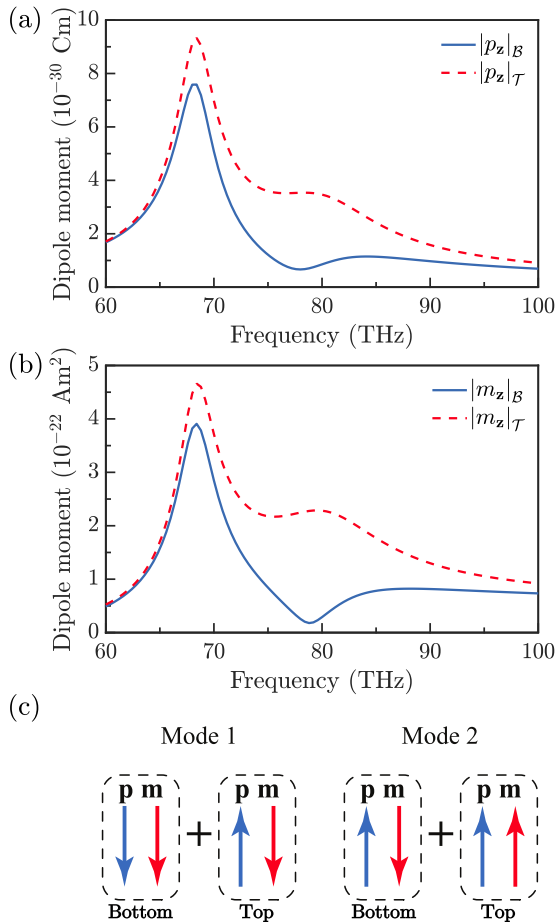 (a)
10
8
6
4
2
0
Dipole moment (10⁻³⁰ Cm)
|p_z|_ℬ
|p_z|_𝒯
60 70 80 90 100
Frequency (THz)
(b)
5
4
3
2
1
0
Dipole moment (10⁻²² Am²)
|m_z|_ℬ
|m_z|_𝒯
60 70 80 90 100
Frequency (THz)
(c)
Mode 1 Mode 2
p m + p m p m + p m
Bottom Top Bottom Top